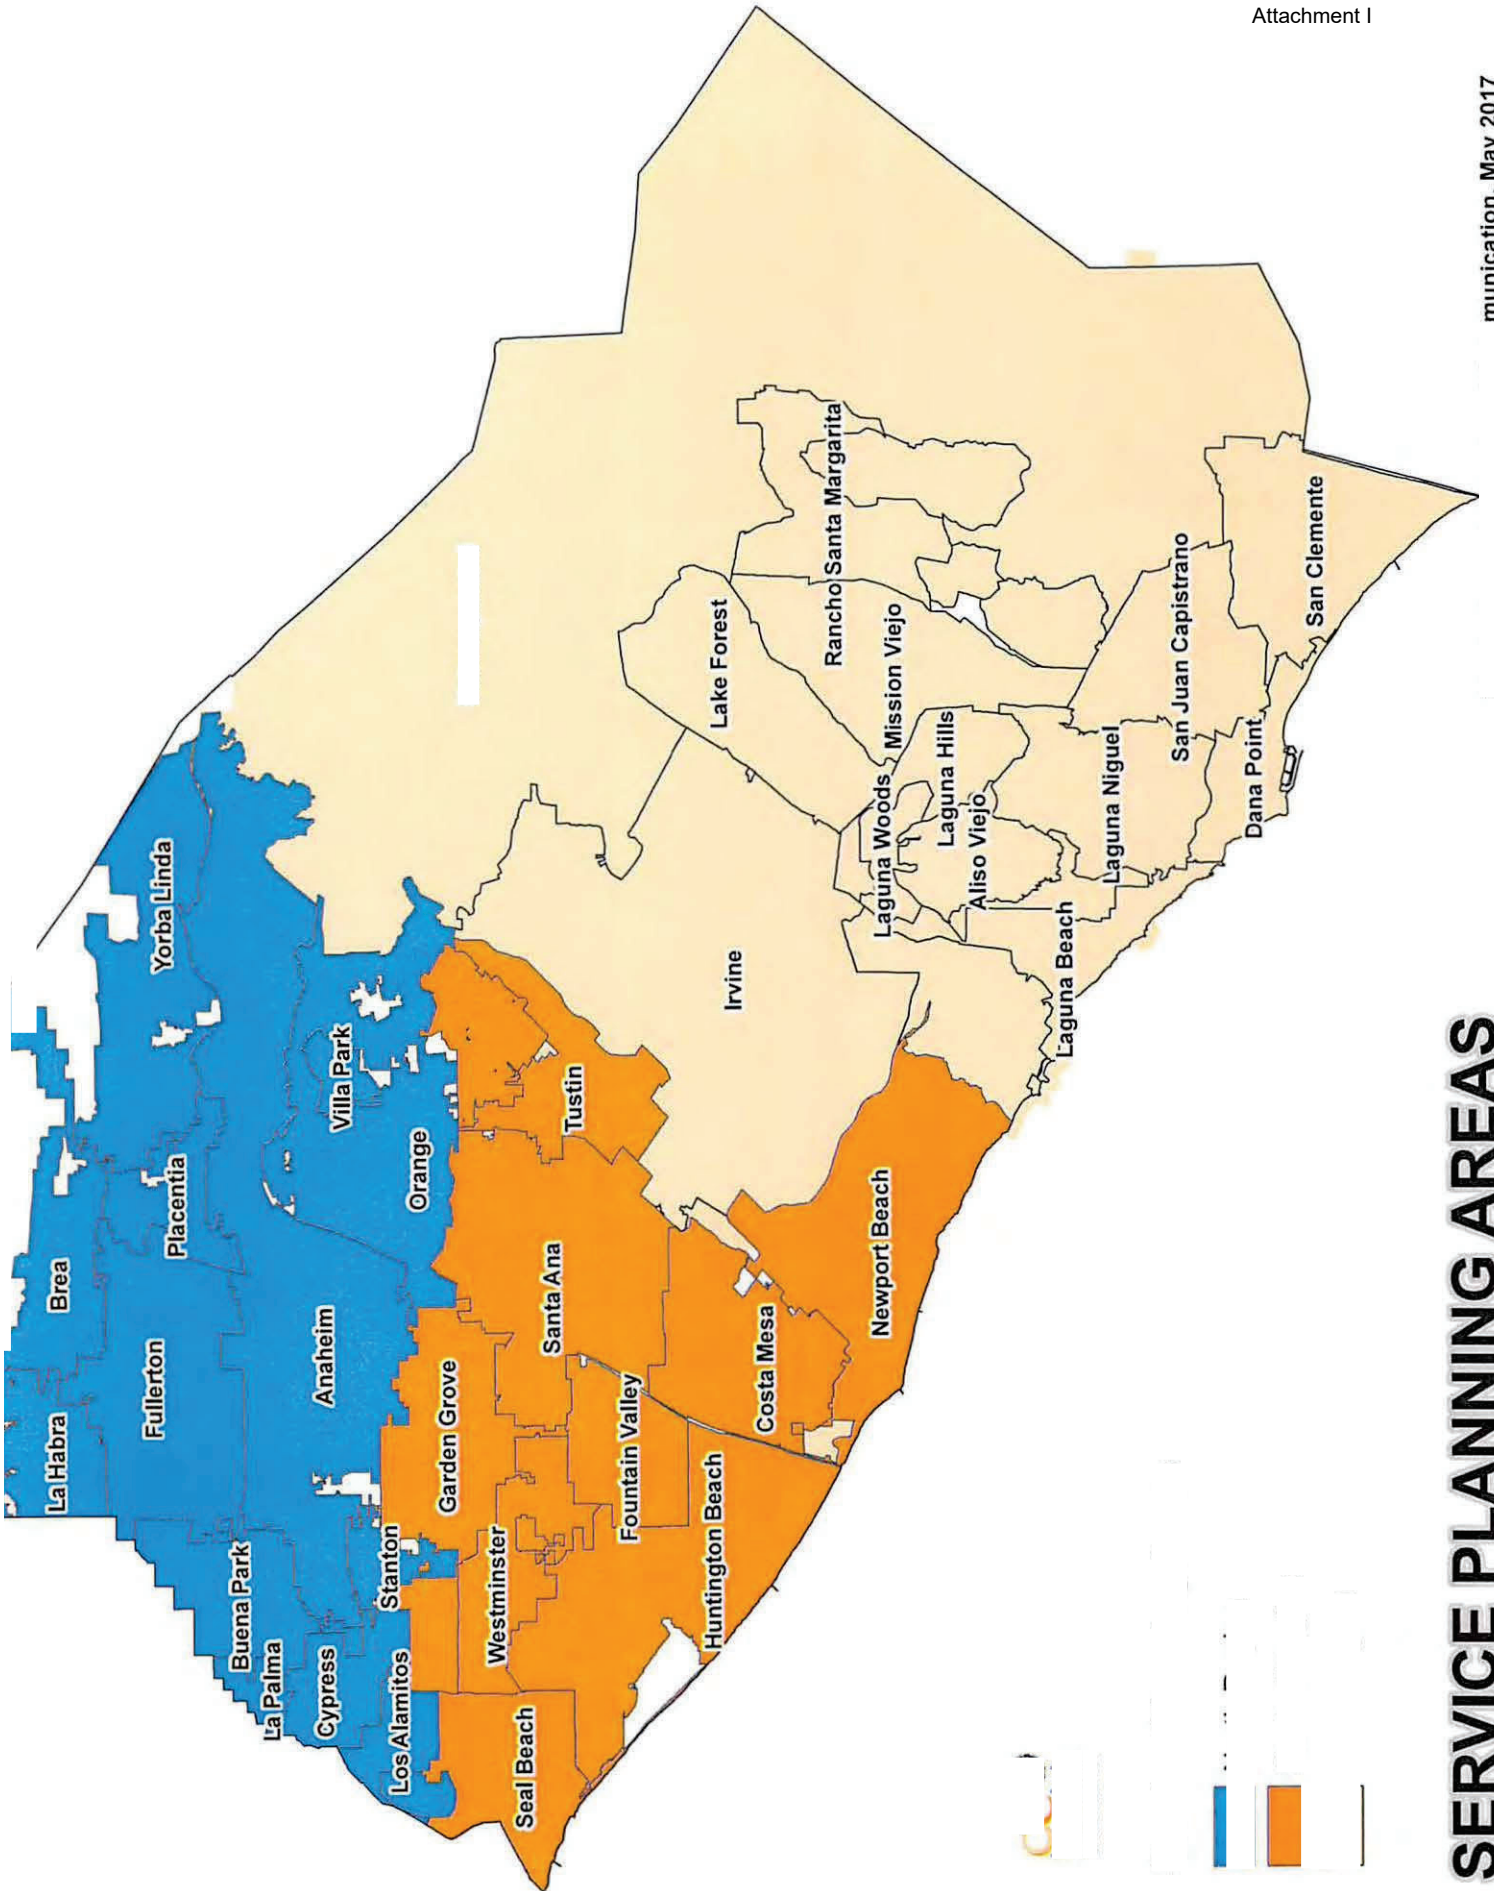 Attachment I
La Habra
Brea
Fullerton
Placentia
Yorba Linda
Buena Park
La Palma
Anaheim
Villa Park
Cypress
Orange
Los Alamitos
Stanton
Garden Grove
Westminster
Santa Ana
Tustin
Seal Beach
Fountain Valley
Huntington Beach
Costa Mesa
Newport Beach
Irvine
Lake Forest
Rancho Santa Margarita
Mission Viejo
Laguna Woods
Laguna Hills
Aliso Viejo
Laguna Beach
Laguna Niguel
San Juan Capistrano
Dana Point
San Clemente
SERVICE PLANNING AREAS
munication, May 2017